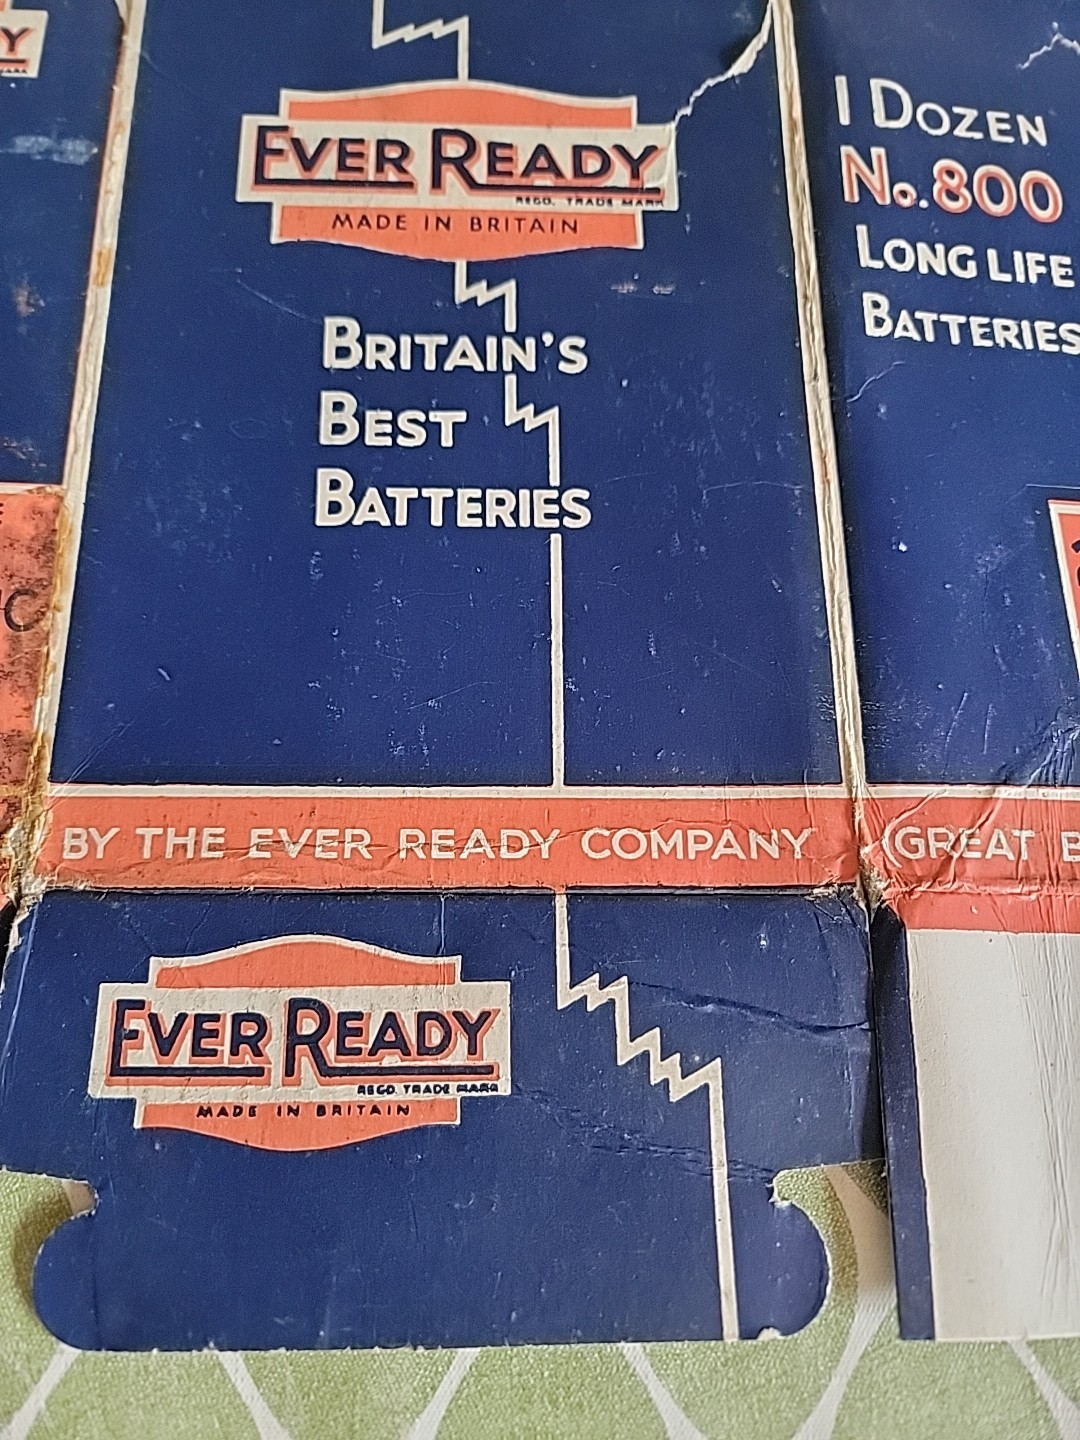 Y
EVER READY
REGD. TRADE MARK
MADE IN BRITAIN
BRITAIN'S
BEST
BATTERIES
1 DOZEN
No.800
LONG LIFE
BATTERIES
BY THE EVER READY COMPANY (GREAT B
EVER READY
REGD. TRADE MARK
MADE IN BRITAIN